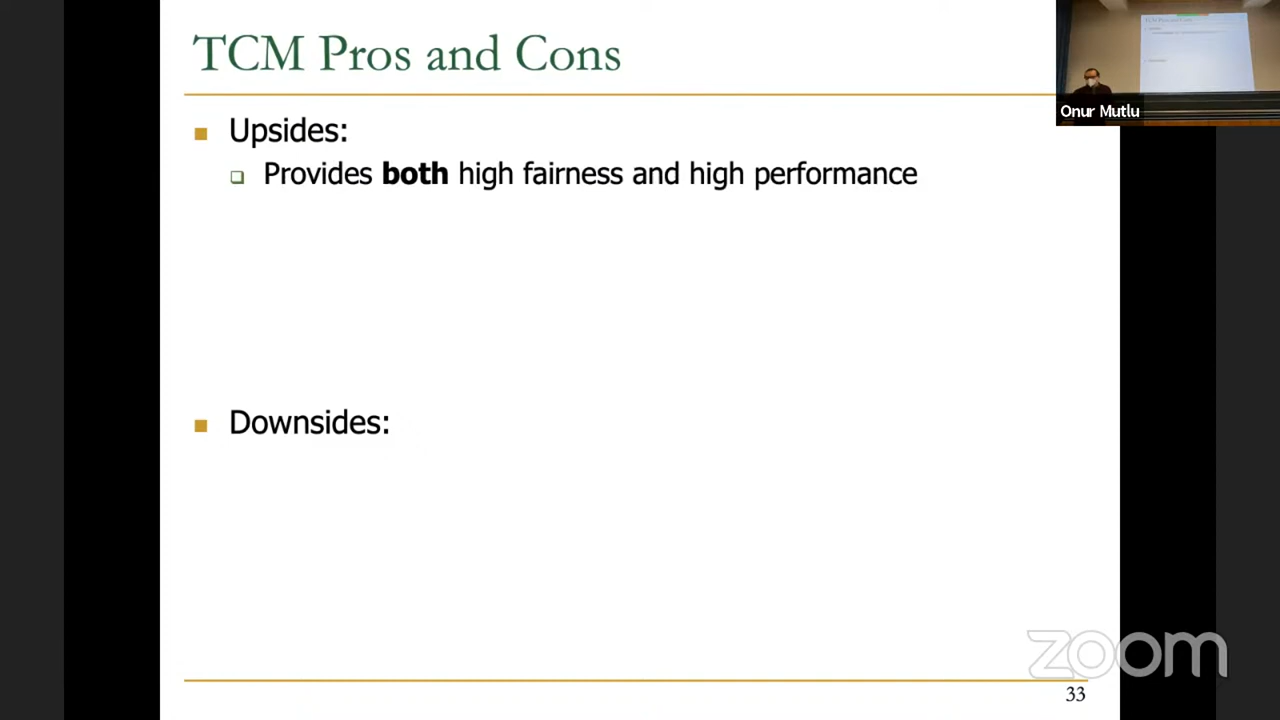 TCM Pros and Cons
Upsides:
Provides both high fairness and high performance
Downsides:
33
Onur Mutlu
zoom